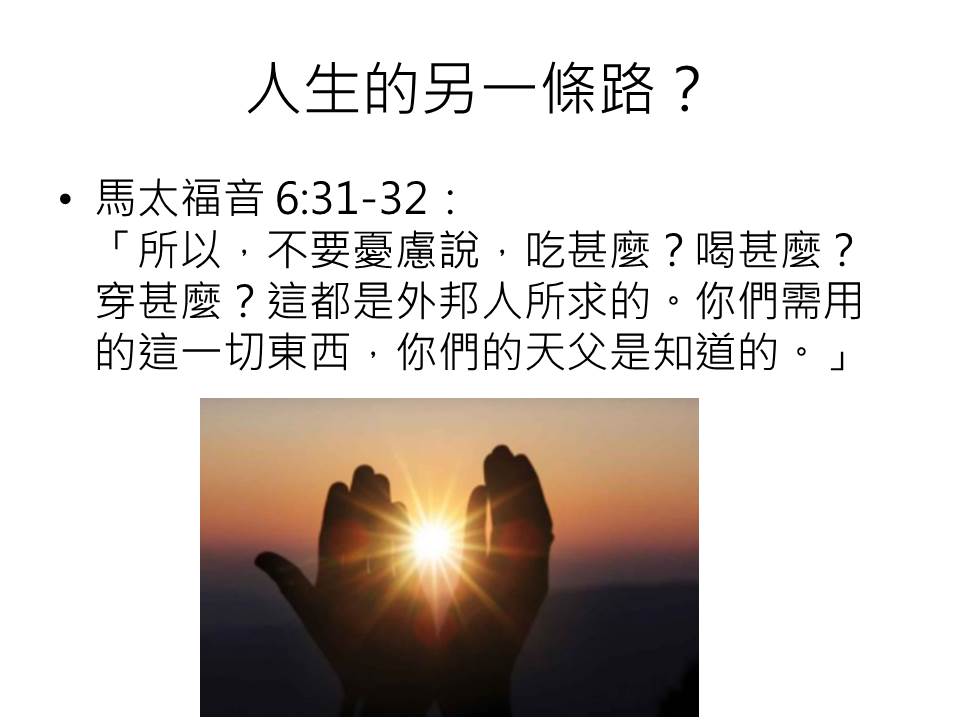 人生的另一條路？
• 馬太福音 6:31-32：
「所以，不要憂慮說，吃甚麼？喝甚麼？
穿甚麼？這都是外邦人所求的。你們需用
的這一切東西，你們的天父是知道的。」